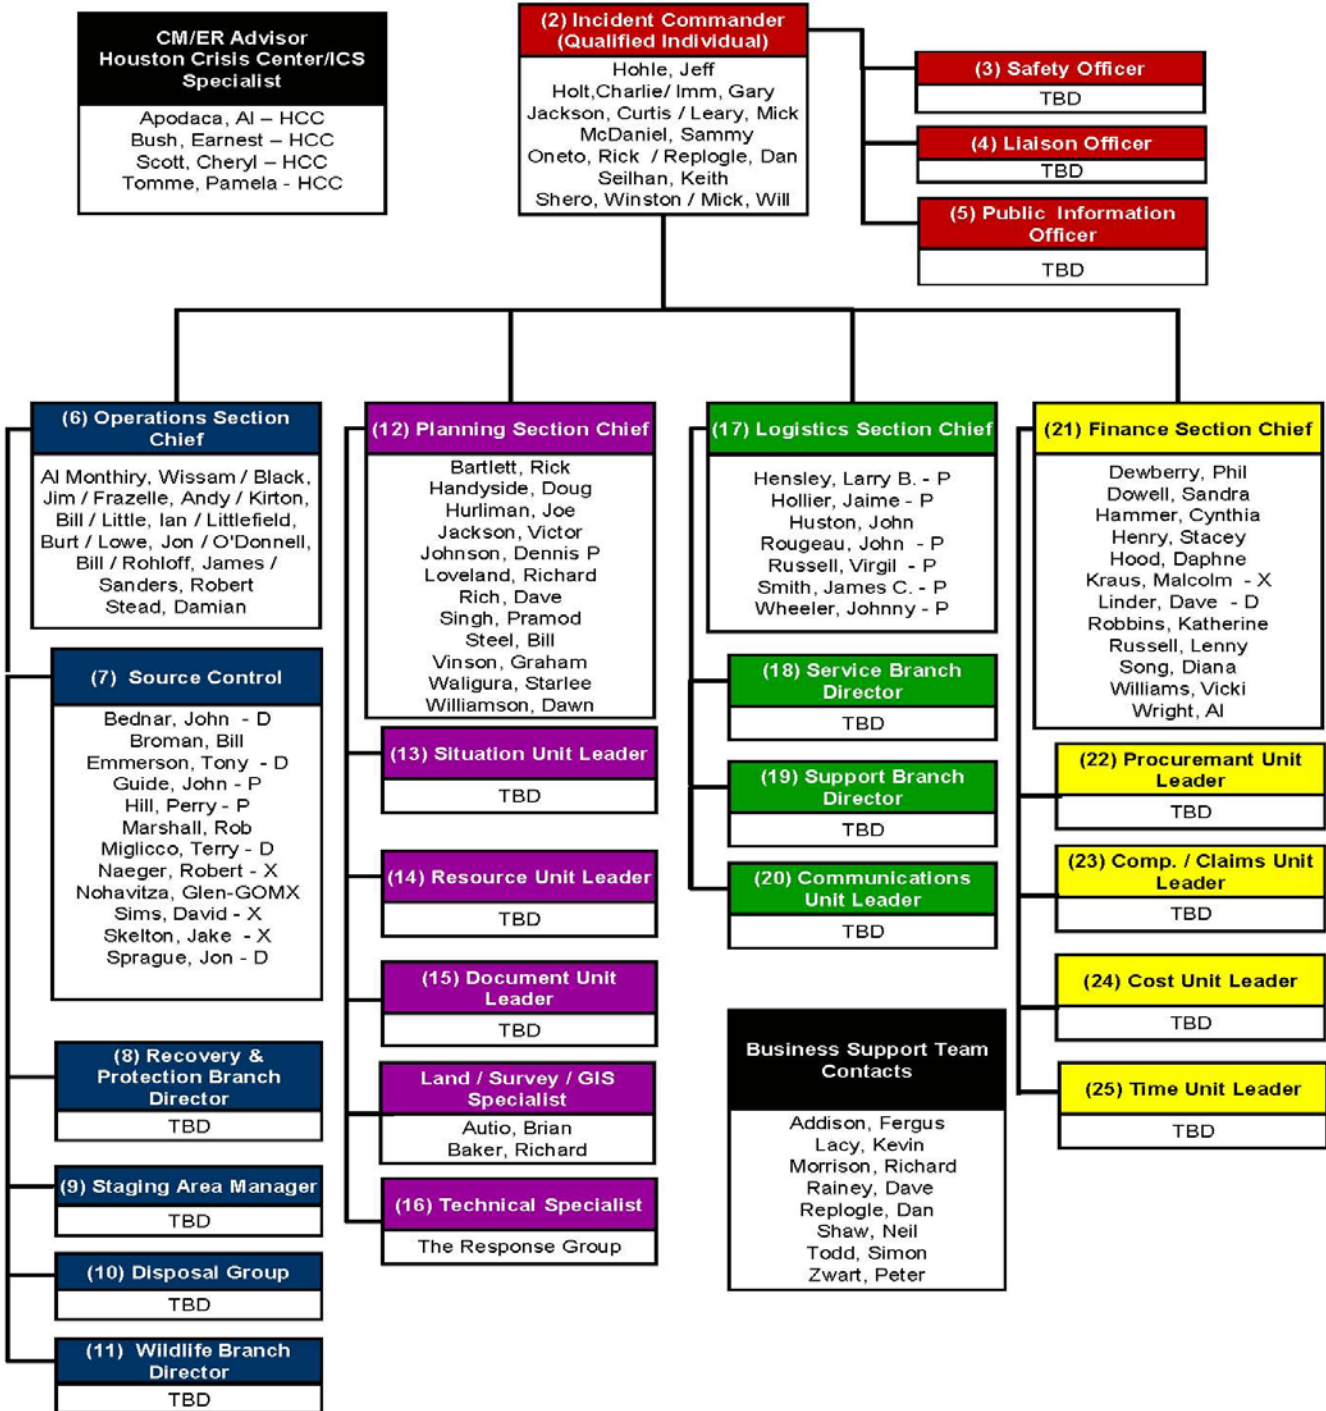 CM/ER Advisor
Houston Crisis Center/ICS
Specialist
Apodaca, Al – HCC
Bush, Earnest – HCC
Scott, Cheryl – HCC
Tomme, Pamela - HCC
(2) Incident Commander
(Qualified Individual)
Hohle, Jeff
Holt,Charlie/ Imm, Gary
Jackson, Curtis / Leary, Mick
McDaniel, Sammy
Oneto, Rick / Replogle, Dan
Seilhan, Keith
Shero, Winston / Mick, Will
(3) Safety Officer
TBD
(4) Liaison Officer
TBD
(5) Public Information
Officer
TBD
(6) Operations Section
Chief
Al Monthiry, Wissam / Black,
Jim / Frazelle, Andy / Kirton,
Bill / Little, Ian / Littlefield,
Burt / Lowe, Jon / O'Donnell,
Bill / Rohloff, James /
Sanders, Robert
Stead, Damian
(7) Source Control
Bednar, John - D
Broman, Bill
Emmerson, Tony - D
Guide, John - P
Hill, Perry - P
Marshall, Rob
Miglicco, Terry - D
Naeger, Robert - X
Nohavitza, Glen-GOMX
Sims, David - X
Skelton, Jake - X
Sprague, Jon - D
(8) Recovery &
Protection Branch
Director
TBD
(9) Staging Area Manager
TBD
(10) Disposal Group
TBD
(11) Wildlife Branch
Director
TBD
(12) Planning Section Chief
Bartlett, Rick
Handyside, Doug
Hurliman, Joe
Jackson, Victor
Johnson, Dennis P
Loveland, Richard
Rich, Dave
Singh, Pramod
Steel, Bill
Vinson, Graham
Waligura, Starlee
Williamson, Dawn
(13) Situation Unit Leader
TBD
(14) Resource Unit Leader
TBD
(15) Document Unit
Leader
TBD
Land / Survey / GIS
Specialist
Autio, Brian
Baker, Richard
(16) Technical Specialist
The Response Group
(17) Logistics Section Chief
Hensley, Larry B. - P
Hollier, Jaime - P
Huston, John
Rougeau, John - P
Russell, Virgil - P
Smith, James C. - P
Wheeler, Johnny - P
(18) Service Branch
Director
TBD
(19) Support Branch
Director
TBD
(20) Communications
Unit Leader
TBD
Business Support Team
Contacts
Addison, Fergus
Lacy, Kevin
Morrison, Richard
Rainey, Dave
Replogle, Dan
Shaw, Neil
Todd, Simon
Zwart, Peter
(21) Finance Section Chief
Dewberry, Phil
Dowell, Sandra
Hammer, Cynthia
Henry, Stacey
Hood, Daphne
Kraus, Malcolm - X
Linder, Dave - D
Robbins, Katherine
Russell, Lenny
Song, Diana
Williams, Vicki
Wright, Al
(22) Procuremant Unit
Leader
TBD
(23) Comp. / Claims Unit
Leader
TBD
(24) Cost Unit Leader
TBD
(25) Time Unit Leader
TBD